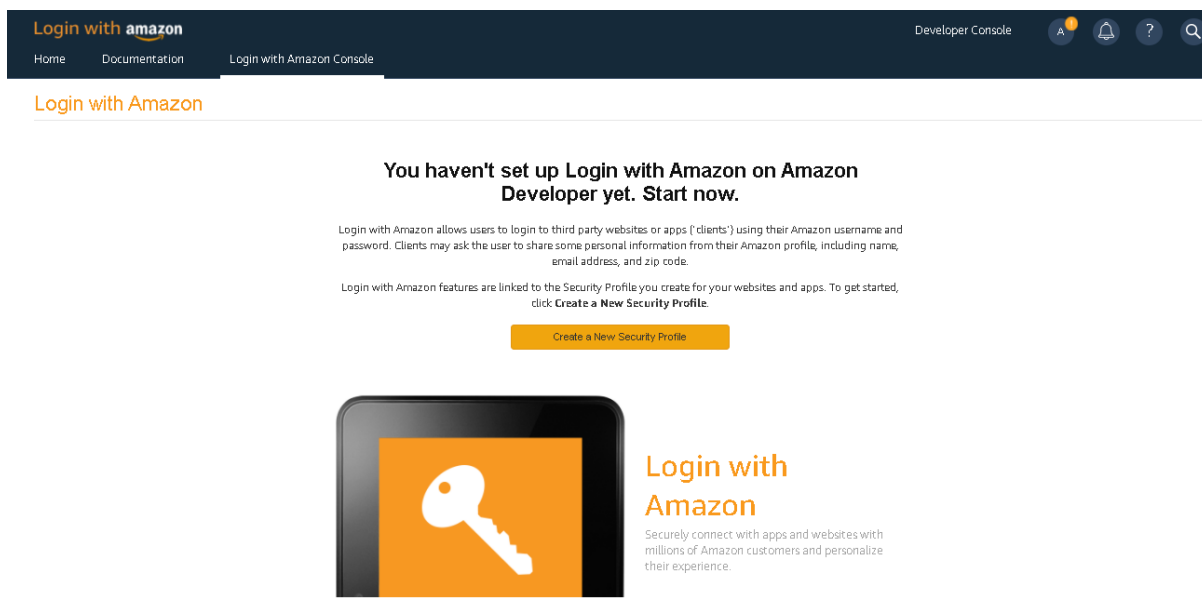 Login with amazon
Developer Console
A
!
?
Home
Documentation
Login with Amazon Console
Login with Amazon
You haven't set up Login with Amazon on Amazon
Developer yet. Start now.
Login with Amazon allows users to login to third party websites or apps ('clients') using their Amazon username and
password. Clients may ask the user to share some personal information from their Amazon profile, including name,
email address, and zip code.
Login with Amazon features are linked to the Security Profile you create for your websites and apps. To get started,
click Create a New Security Profile.
Create a New Security Profile
Login with
Amazon
Securely connect with apps and websites with
millions of Amazon customers and personalize
their experience.